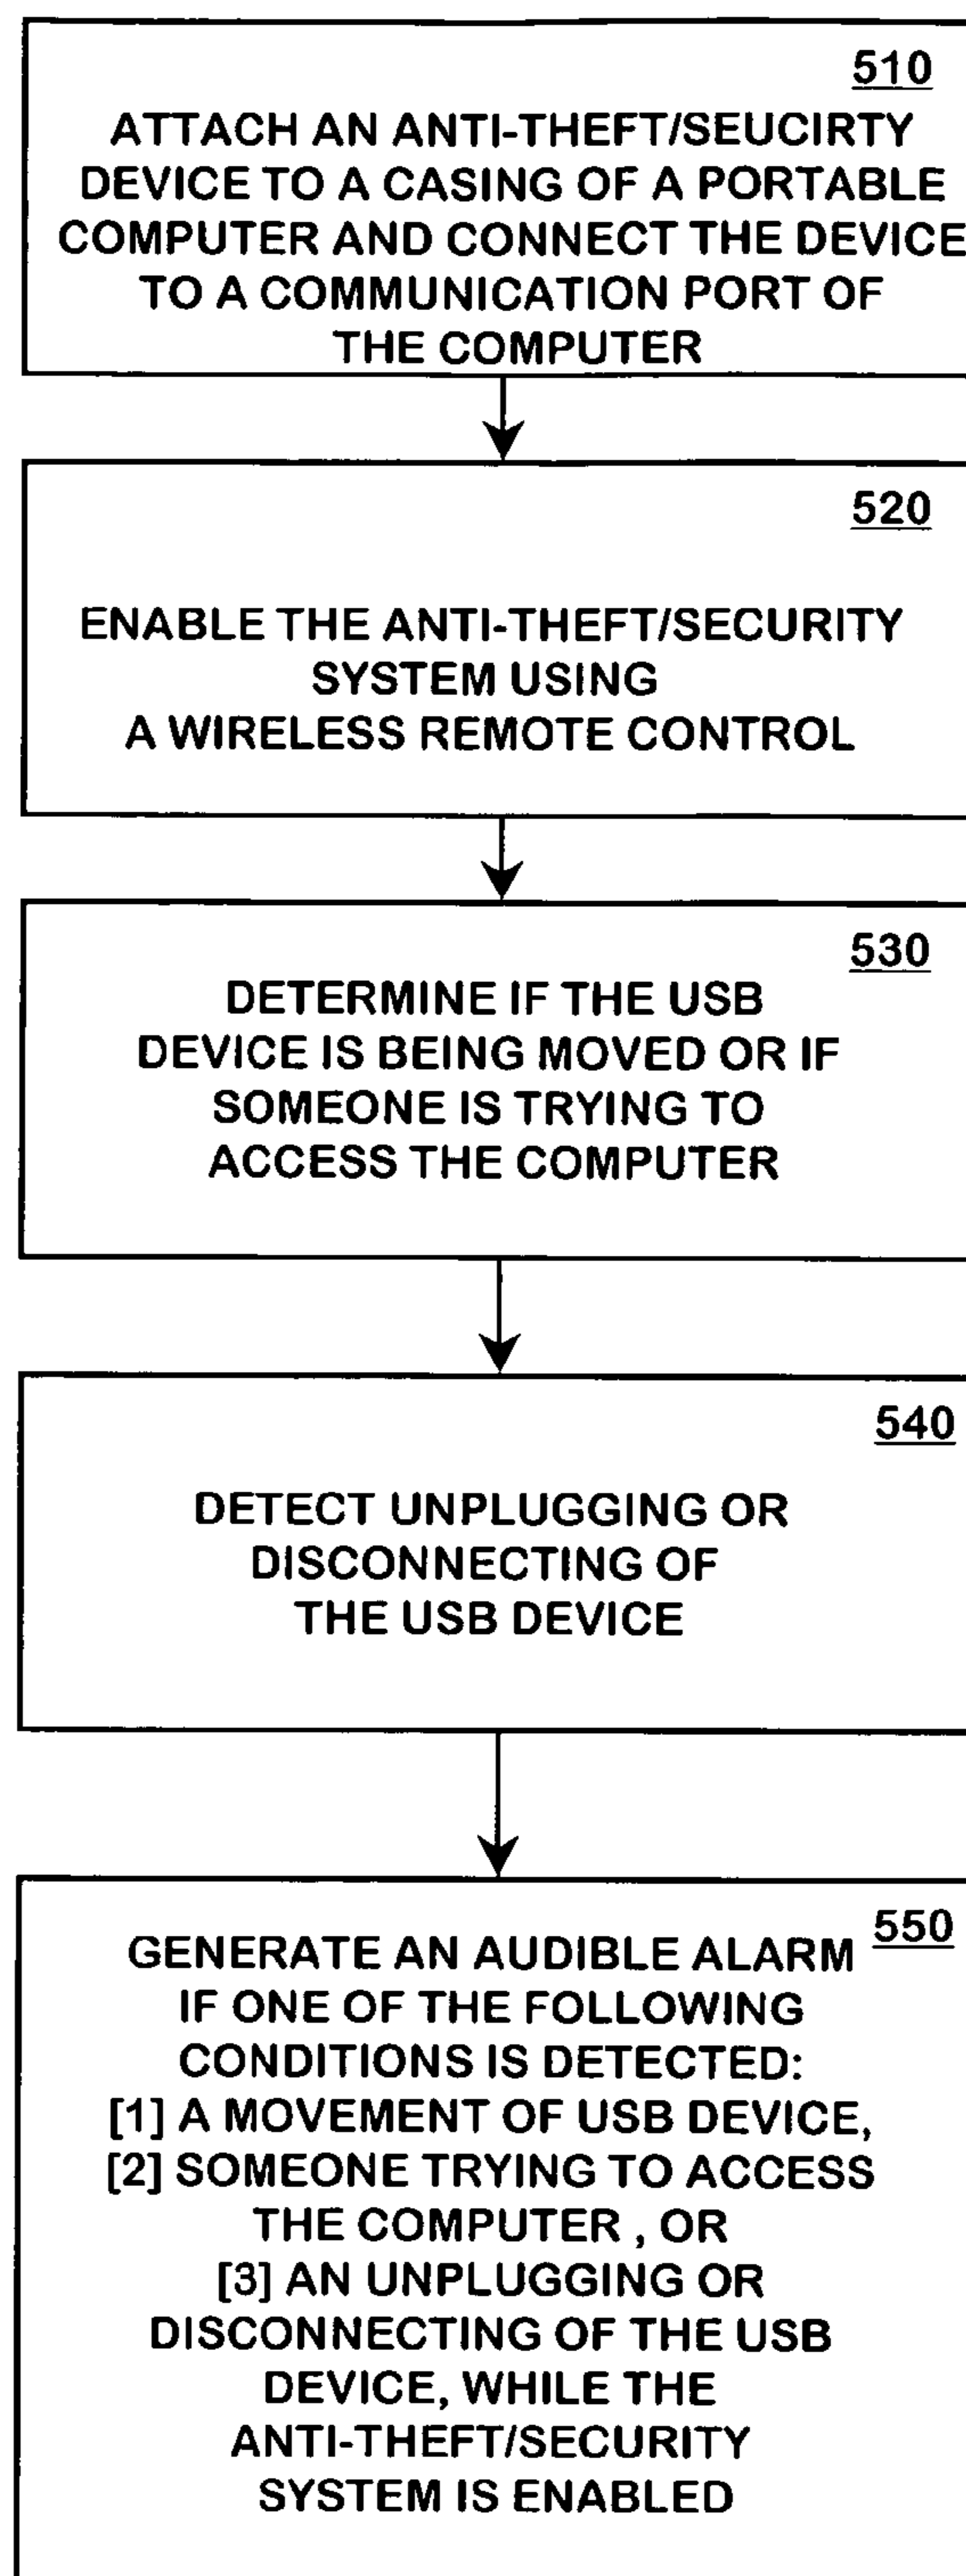 510
ATTACH AN ANTI-THEFT/SEUCIRTY
DEVICE TO A CASING OF A PORTABLE
COMPUTER AND CONNECT THE DEVICE
TO A COMMUNICATION PORT OF
THE COMPUTER
520
ENABLE THE ANTI-THEFT/SECURITY
SYSTEM USING
A WIRELESS REMOTE CONTROL
530
DETERMINE IF THE USB
DEVICE IS BEING MOVED OR IF
SOMEONE IS TRYING TO
ACCESS THE COMPUTER
540
DETECT UNPLUGGING OR
DISCONNECTING OF
THE USB DEVICE
550
GENERATE AN AUDIBLE ALARM
IF ONE OF THE FOLLOWING
CONDITIONS IS DETECTED:
[1] A MOVEMENT OF USB DEVICE,
[2] SOMEONE TRYING TO ACCESS
THE COMPUTER , OR
[3] AN UNPLUGGING OR
DISCONNECTING OF THE USB
DEVICE, WHILE THE
ANTI-THEFT/SECURITY
SYSTEM IS ENABLED